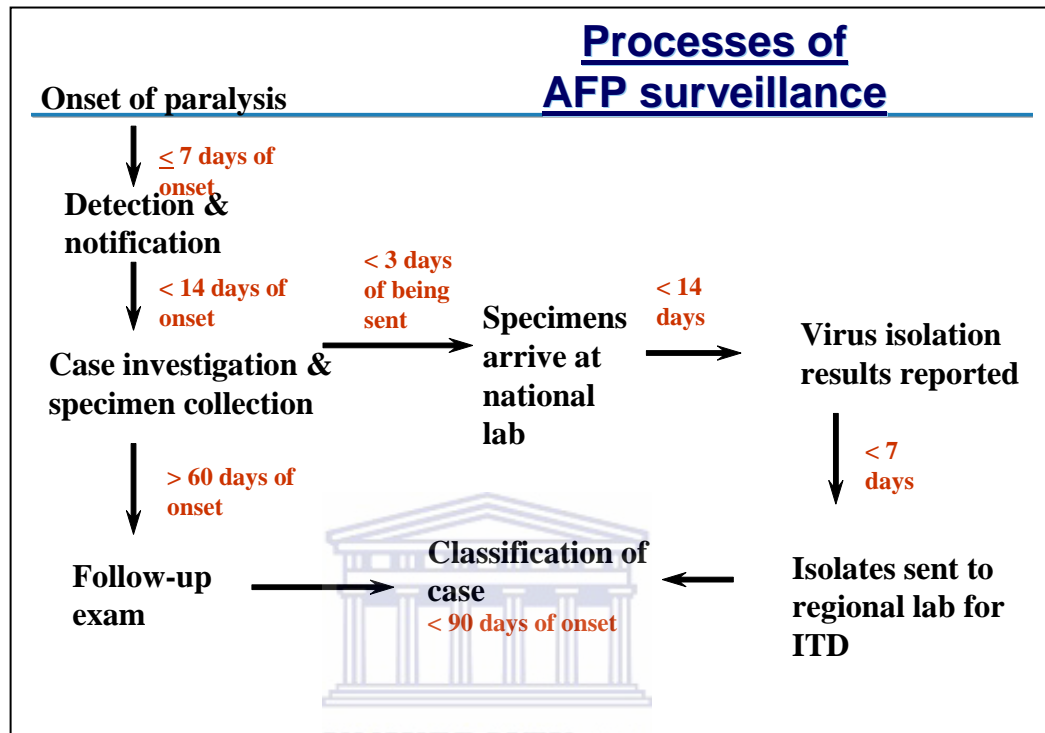 Processes of
AFP surveillance
Onset of paralysis
≤ 7 days of
onset
Detection &
notification
< 14 days of
onset
Case investigation &
specimen collection
< 3 days
of being
sent
Specimens
arrive at
national
lab
< 14
days
Virus isolation
results reported
< 7
days
Isolates sent to
regional lab for
ITD
> 60 days of
onset
Follow-up
exam
Classification of
case
< 90 days of onset